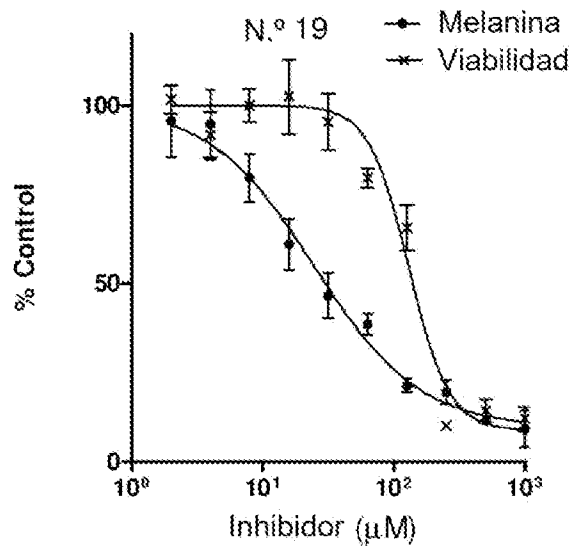 N.º 19
Melanina
Viabilidad
% Control
100
50
0
10⁰
10¹
10²
10³
Inhibidor (µM)